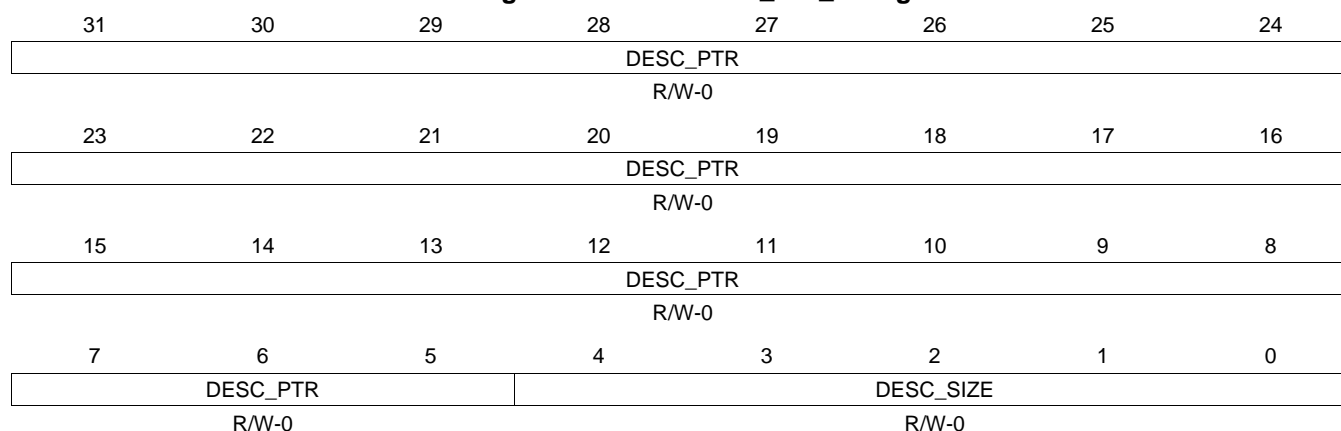 31 30 29 28 27 26 25 24
DESC_PTR
R/W-0
23 22 21 20 19 18 17 16
DESC_PTR
R/W-0
15 14 13 12 11 10 9 8
DESC_PTR
R/W-0
7 6 5 4 3 2 1 0
DESC_PTR DESC_SIZE
R/W-0 R/W-0